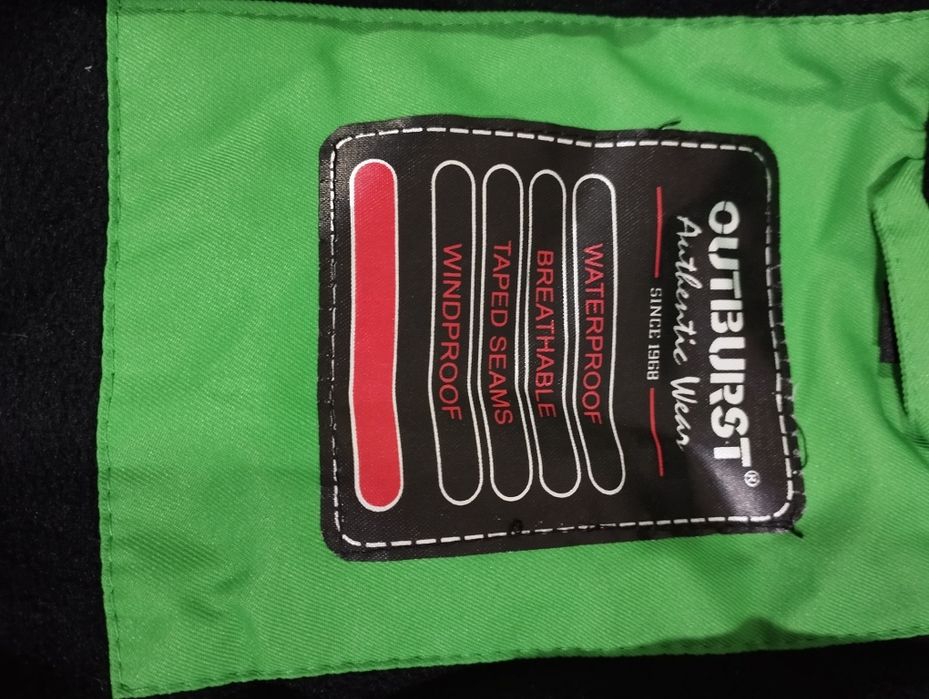 OUTBURST®
Authentic Wear
SINCE 1968
WATERPROOF
BREATHABLE
TAPED SEAMS
WINDPROOF